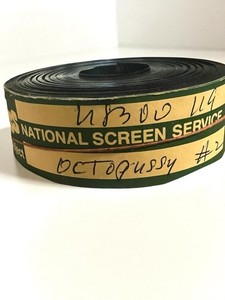 U8300 119
NATIONAL SCREEN SERVICE
OCTOPUSSY #2